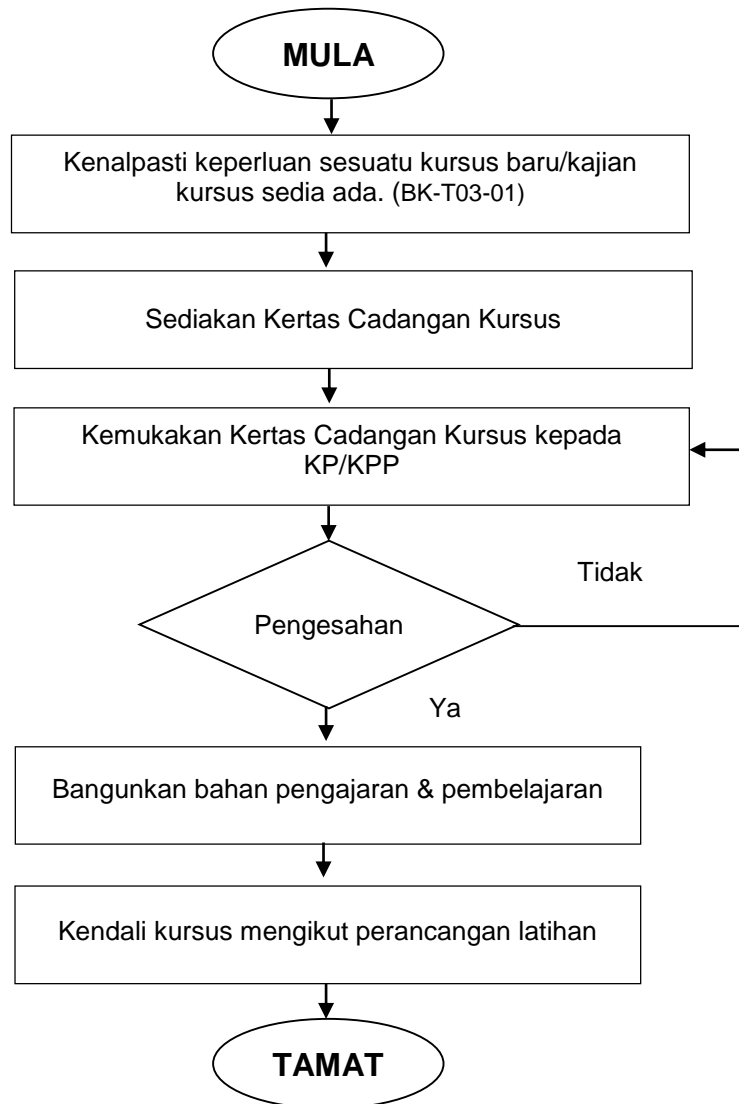 MULA
Kenalpasti keperluan sesuatu kursus baru/kajian
kursus sedia ada. (BK-T03-01)
Sediakan Kertas Cadangan Kursus
Kemukakan Kertas Cadangan Kursus kepada
KP/KPP
Tidak
Pengesahan
Ya
Bangunkan bahan pengajaran & pembelajaran
Kendali kursus mengikut perancangan latihan
TAMAT